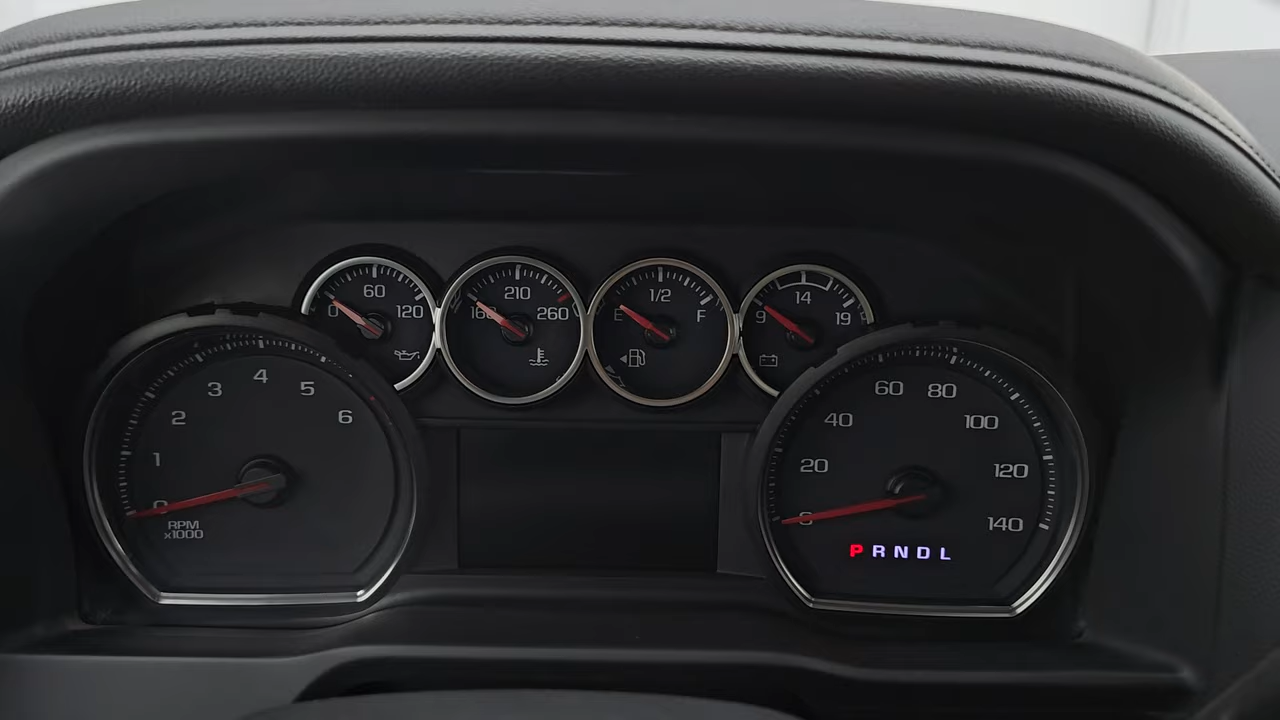 0 60 120
160 210 260
E 1/2 F
9 14 19
0 1 2 3 4 5 6
RPM
x1000
0 20 40 60 80 100 120 140
P R N D L